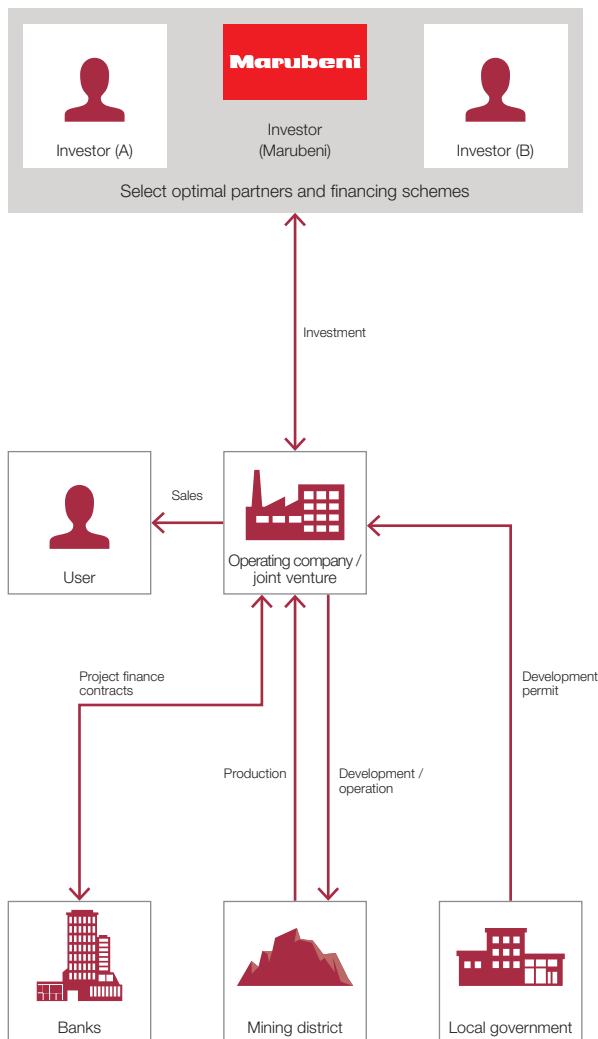 Marubeni
Investor (A)
Investor
(Marubeni)
Investor (B)
Select optimal partners and financing schemes
Investment
Sales
User
Operating company /
joint venture
Project finance
contracts
Development
permit
Production
Development /
operation
Banks
Mining district
Local government